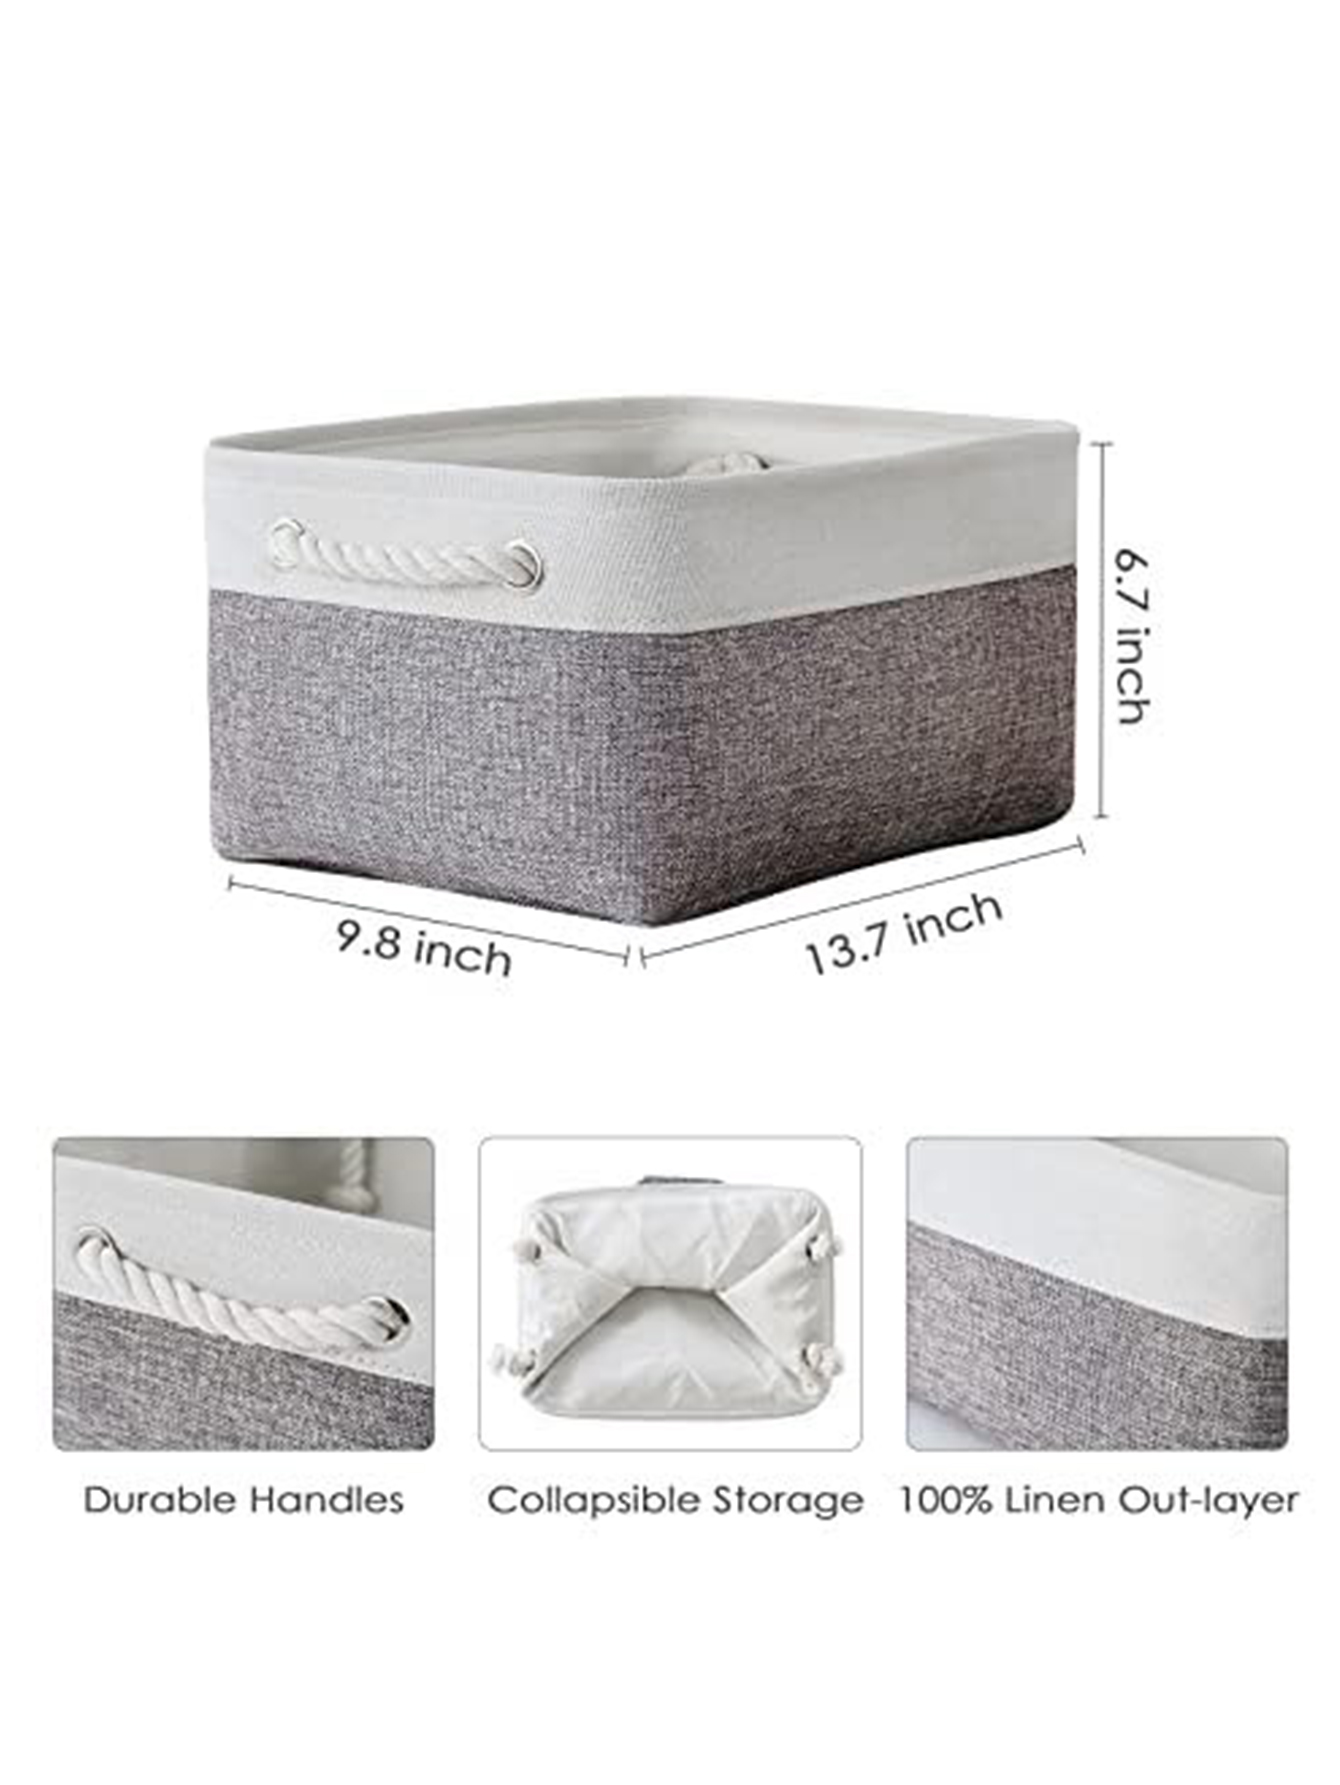 6.7 inch
9.8 inch
13.7 inch
Durable Handles
Collapsible Storage
100% Linen Out-layer